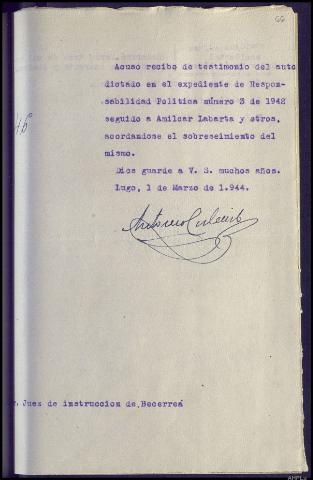 66
Acuso recibo de testimonio del auto
dictado en el expediente de Respon-
sabilidad Politica número 3 de 1942
seguido a Amilcar Labarta y otros,
acordandose el sobreseimiento del
mismo.
Dios guarde a V. S. muchos años.
Lugo, 1 de Marzo de 1.944.
Juez de instruccion de Becerreá
AHPLu